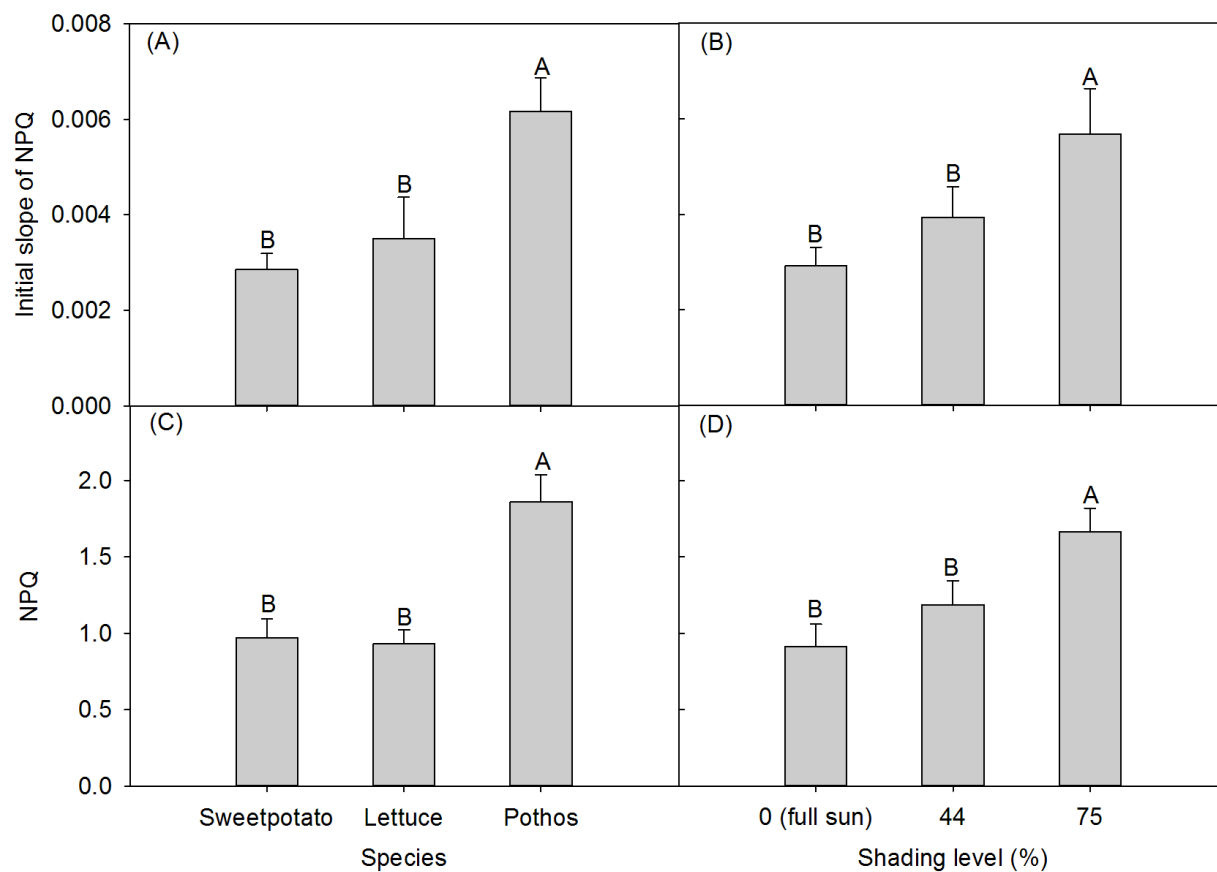 (A)
(B)
Initial slope of NPQ
0.008
0.006
0.004
0.002
0.000
B
B
A
B
B
A
(C)
(D)
NPQ
2.0
1.5
1.0
0.5
0.0
B
B
A
B
B
A
Sweetpotato Lettuce Pothos
Species
0 (full sun) 44 75
Shading level (%)